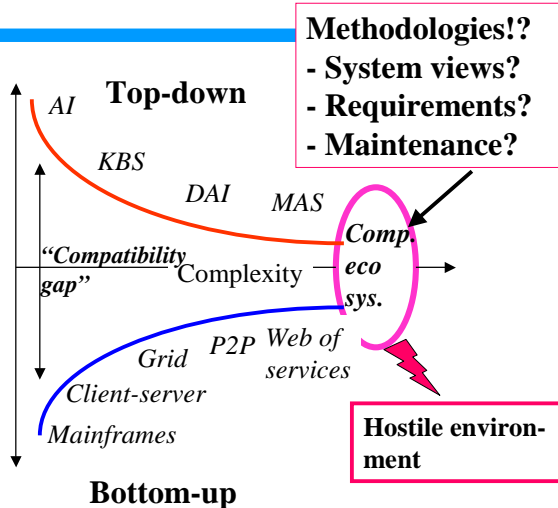 Methodologies!?
- System views?
- Requirements?
- Maintenance?
Top-down
AI
KBS
DAI
MAS
“Compatibility
gap”
Complexity
Comp.
eco
sys.
Web of
services
P2P
Grid
Client-server
Mainframes
Hostile environ-
ment
Bottom-up